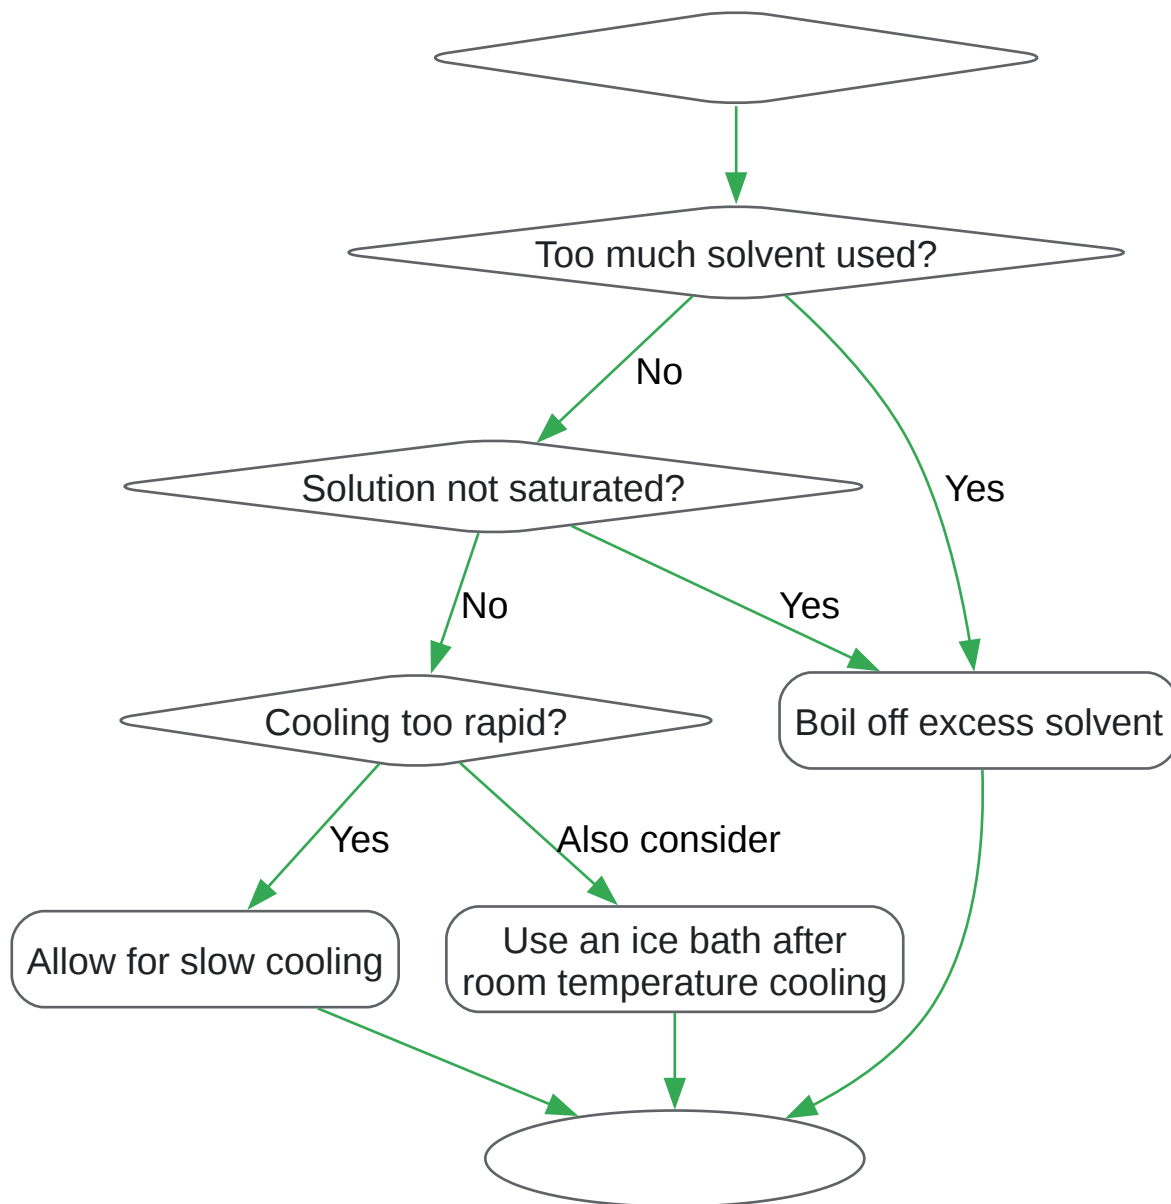 Too much solvent used?
No
Yes
Solution not saturated?
No
Yes
Cooling too rapid?
Boil off excess solvent
Yes
Also consider
Allow for slow cooling
Use an ice bath after
room temperature cooling